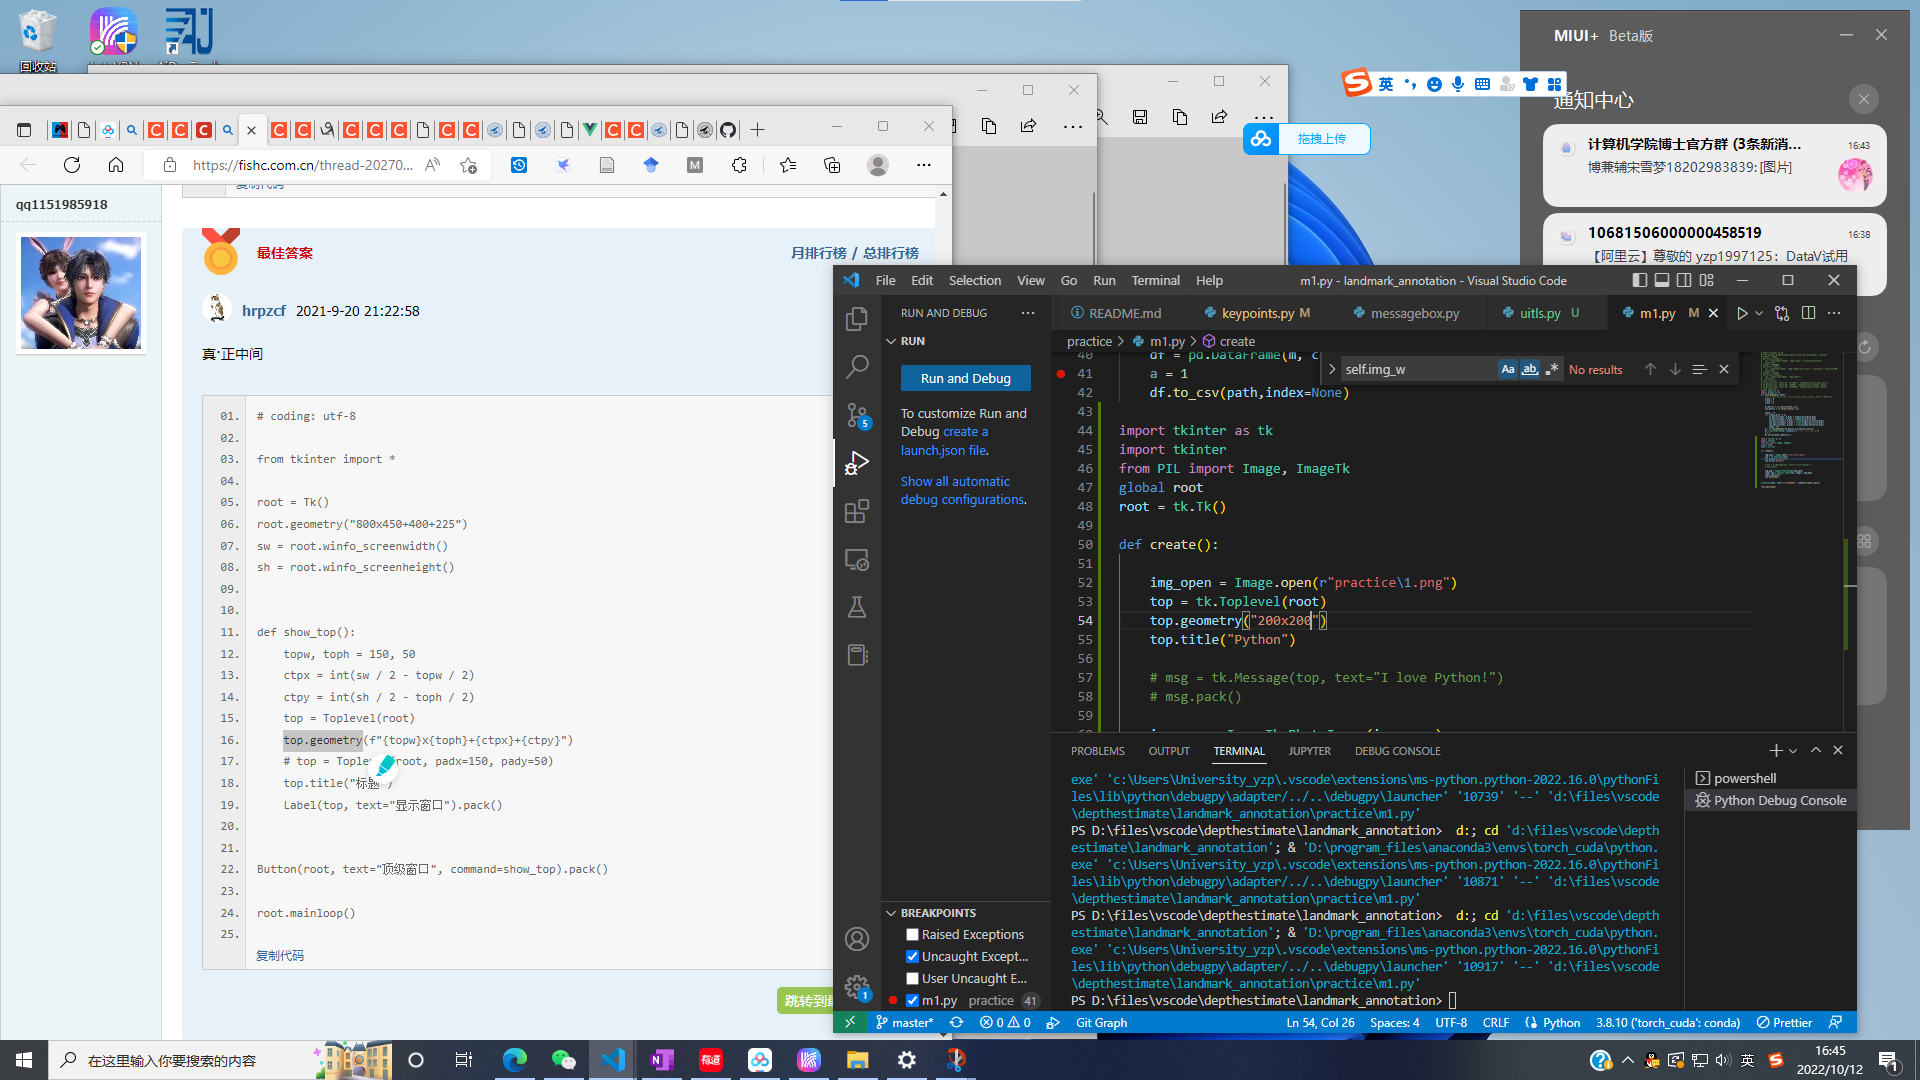 回收站
MIUI+ Beta版
通知中心
计算机学院博士官方群 (3条新消...
16:43
博兼辅宋雪梦18202983839: [图片]
10681506000000458519
16:38
【阿里云】尊敬的 yzp1997125：DataV试用
英
拖拽上传
https://fishc.com.cn/thread-20270...
复制代码
qq1151985918
最佳答案
月排行榜 / 总排行榜
hrpzcf 2021-9-20 21:22:58
真·正中间
01. # coding: utf-8
02.
03. from tkinter import *
04.
05. root = Tk()
06. root.geometry("800x450+400+225")
07. sw = root.winfo_screenwidth()
08. sh = root.winfo_screenheight()
09.
10.
11. def show_top():
12. topw, toph = 150, 50
13. ctpx = int(sw / 2 - topw / 2)
14. ctpy = int(sh / 2 - toph / 2)
15. top = Toplevel(root)
16. top.geometry(f"{topw}x{toph}+{ctpx}+{ctpy}")
17. # top = Tople root, padx=150, pady=50)
18. top.title("标题")
19. Label(top, text="显示窗口").pack()
20.
21.
22. Button(root, text="顶级窗口", command=show_top).pack()
23.
24. root.mainloop()
25.
复制代码
跳转到
File Edit Selection View Go Run Terminal Help
m1.py - landmark_annotation - Visual Studio Code
RUN AND DEBUG
RUN
Run and Debug
To customize Run and
Debug create a
launch.json file.
Show all automatic
debug configurations.
BREAKPOINTS
Raised Exceptions
Uncaught Except...
User Uncaught E...
m1.py practice 41
5
1
README.md
keypoints.py M
messagebox.py
uitls.py U
m1.py M
practice > m1.py > create
self.img_w
Aa ab .*
No results
40 df = pd.DataFrame(m, c
41 a = 1
42 df.to_csv(path,index=None)
43
44 import tkinter as tk
45 import tkinter
46 from PIL import Image, ImageTk
47 global root
48 root = tk.Tk()
49
50 def create():
51
52 img_open = Image.open(r"practice\1.png")
53 top = tk.Toplevel(root)
54 top.geometry("200x200")
55 top.title("Python")
56
57 # msg = tk.Message(top, text="I love Python!")
58 # msg.pack()
59
PROBLEMS OUTPUT TERMINAL JUPYTER DEBUG CONSOLE
powershell
Python Debug Console
exe' 'c:\Users\University_yzp\.vscode\extensions\ms-python.python-2022.16.0\pythonFi
les\lib\python\debugpy\adapter/../..\debugpy\launcher' '10739' '--' 'd:\files\vscode
\depthestimate\landmark_annotation\practice\m1.py'
PS D:\files\vscode\depthestimate\landmark_annotation> d:; cd 'd:\files\vscode\depth
estimate\landmark_annotation'; & 'D:\program_files\anaconda3\envs\torch_cuda\python.
exe' 'c:\Users\University_yzp\.vscode\extensions\ms-python.python-2022.16.0\pythonFi
les\lib\python\debugpy\adapter/../..\debugpy\launcher' '10871' '--' 'd:\files\vscode
\depthestimate\landmark_annotation\practice\m1.py'
PS D:\files\vscode\depthestimate\landmark_annotation> d:; cd 'd:\files\vscode\depth
estimate\landmark_annotation'; & 'D:\program_files\anaconda3\envs\torch_cuda\python.
exe' 'c:\Users\University_yzp\.vscode\extensions\ms-python.python-2022.16.0\pythonFi
les\lib\python\debugpy\adapter/../..\debugpy\launcher' '10917' '--' 'd:\files\vscode
\depthestimate\landmark_annotation\practice\m1.py'
PS D:\files\vscode\depthestimate\landmark_annotation>
master* 0 0 Git Graph Ln 54, Col 26 Spaces: 4 UTF-8 CRLF Python 3.8.10 ('torch_cuda': conda) Prettier
在这里输入你要搜索的内容
有道
英
16:45
2022/10/12
1